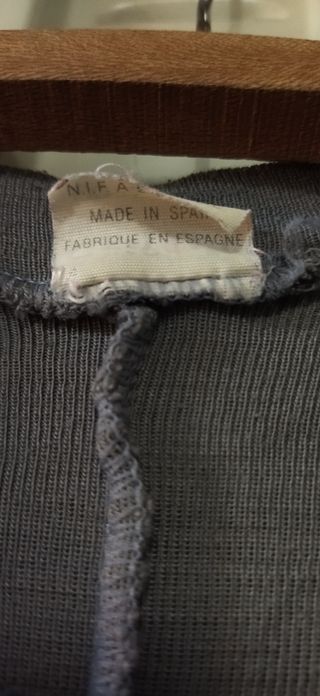 N.I.F. A
MADE IN SPAIN
FABRIQUE EN ESPAGNE